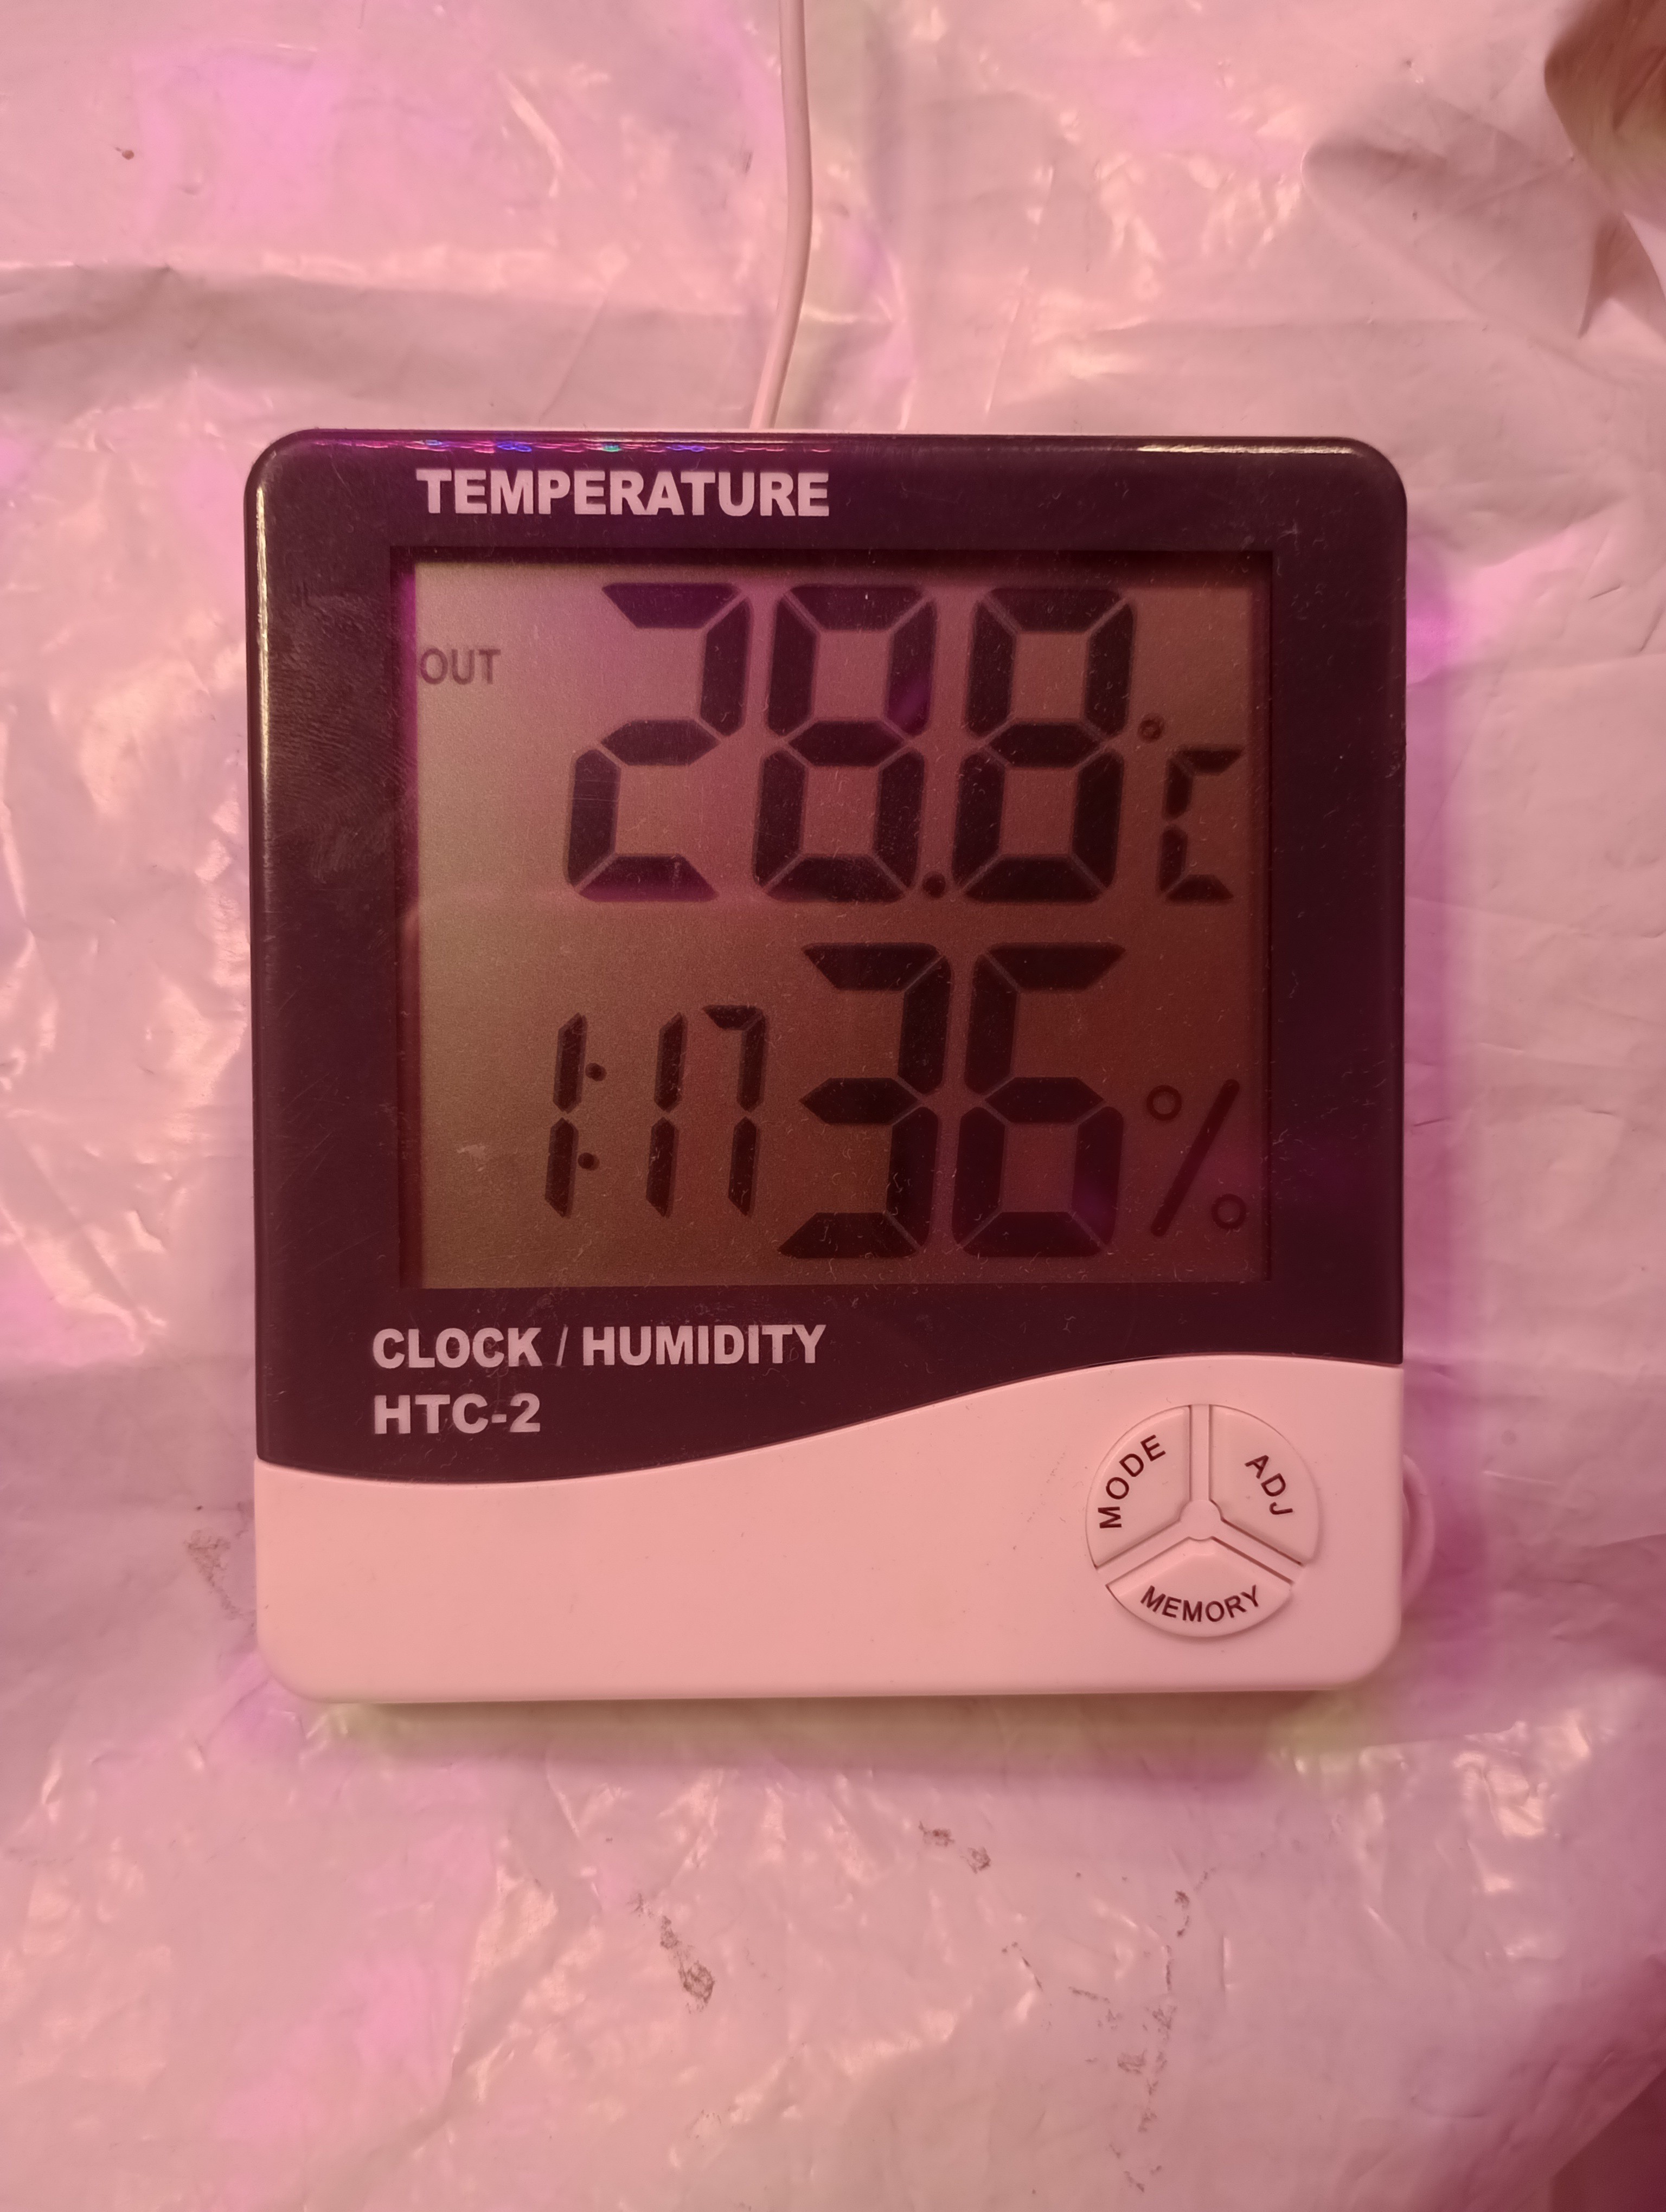 TEMPERATURE
OUT
28.8°C
1:17 36%
CLOCK / HUMIDITY
HTC-2
MODE
ADJ
MEMORY